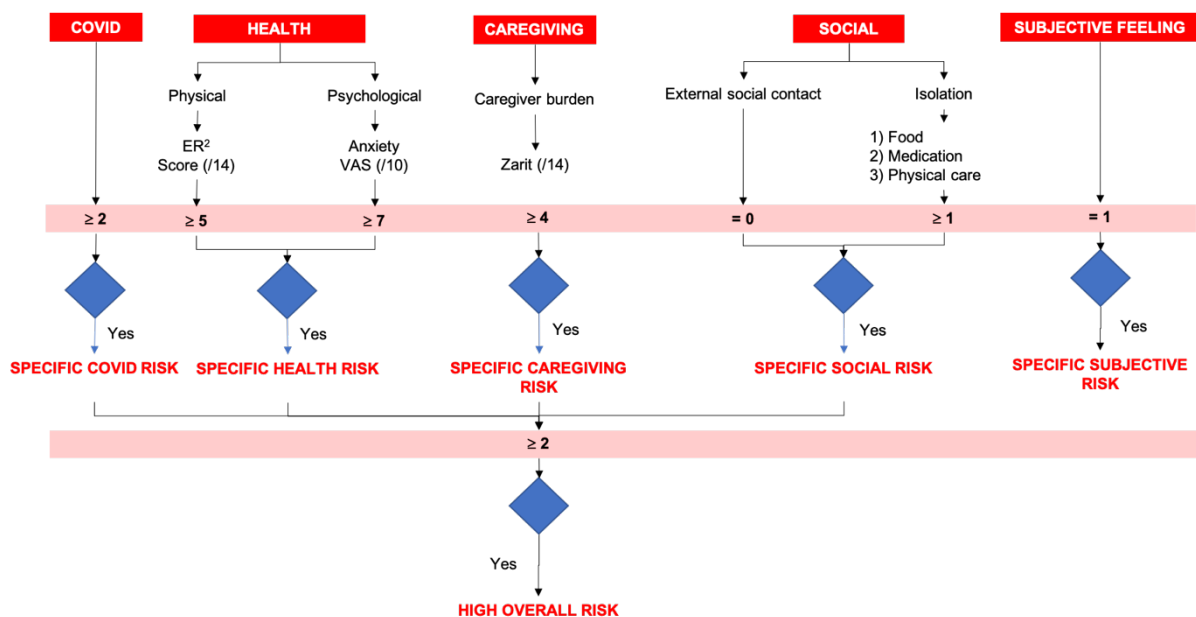 COVID
HEALTH
CAREGIVING
SOCIAL
SUBJECTIVE FEELING
Physical
Psychological
Caregiver burden
External social contact
Isolation
ER²
Score (/14)
Anxiety
VAS (/10)
Zarit (/14)
1) Food
2) Medication
3) Physical care
≥ 2
≥ 5
≥ 7
≥ 4
= 0
≥ 1
= 1
Yes
Yes
Yes
Yes
Yes
SPECIFIC COVID RISK
SPECIFIC HEALTH RISK
SPECIFIC CAREGIVING
RISK
SPECIFIC SOCIAL RISK
SPECIFIC SUBJECTIVE
RISK
≥ 2
Yes
HIGH OVERALL RISK